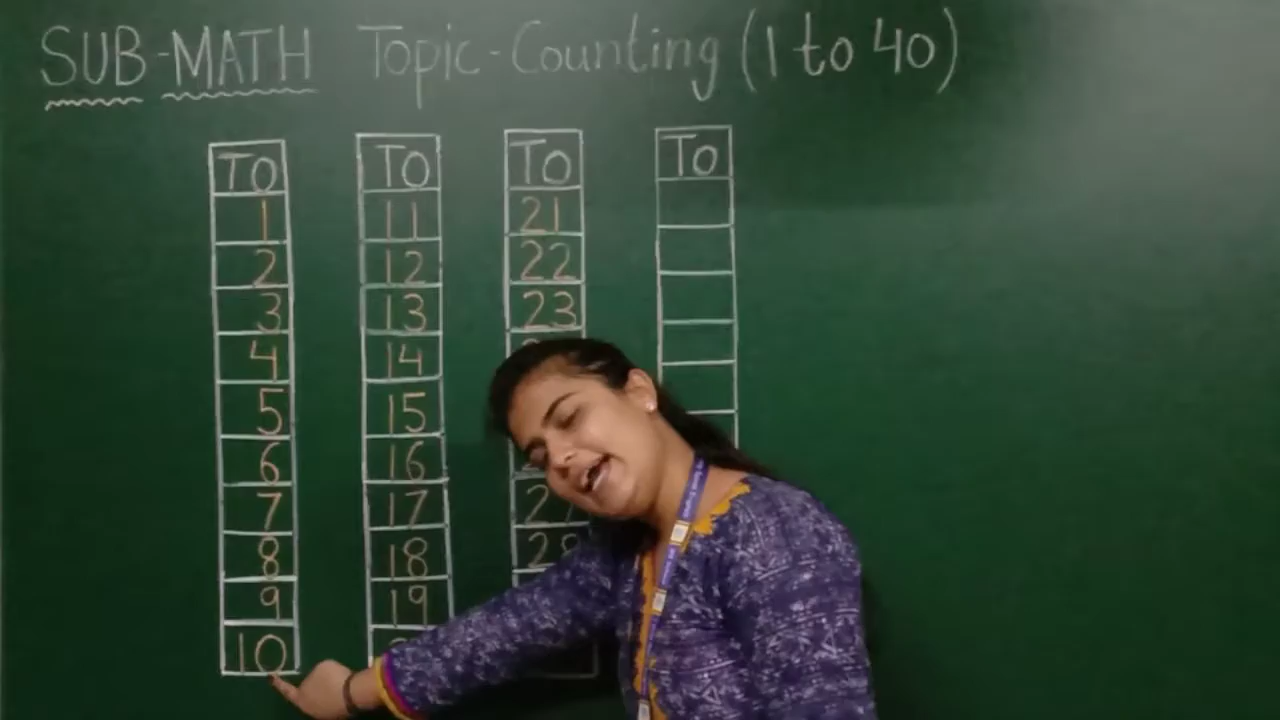 SUB-MATH Topic-Counting (1 to 40)
TO TO TO TO
1 11 21
2 12 22
3 13 23
4 14
5 15
6 16
7 17
8 18 28
9 19
10